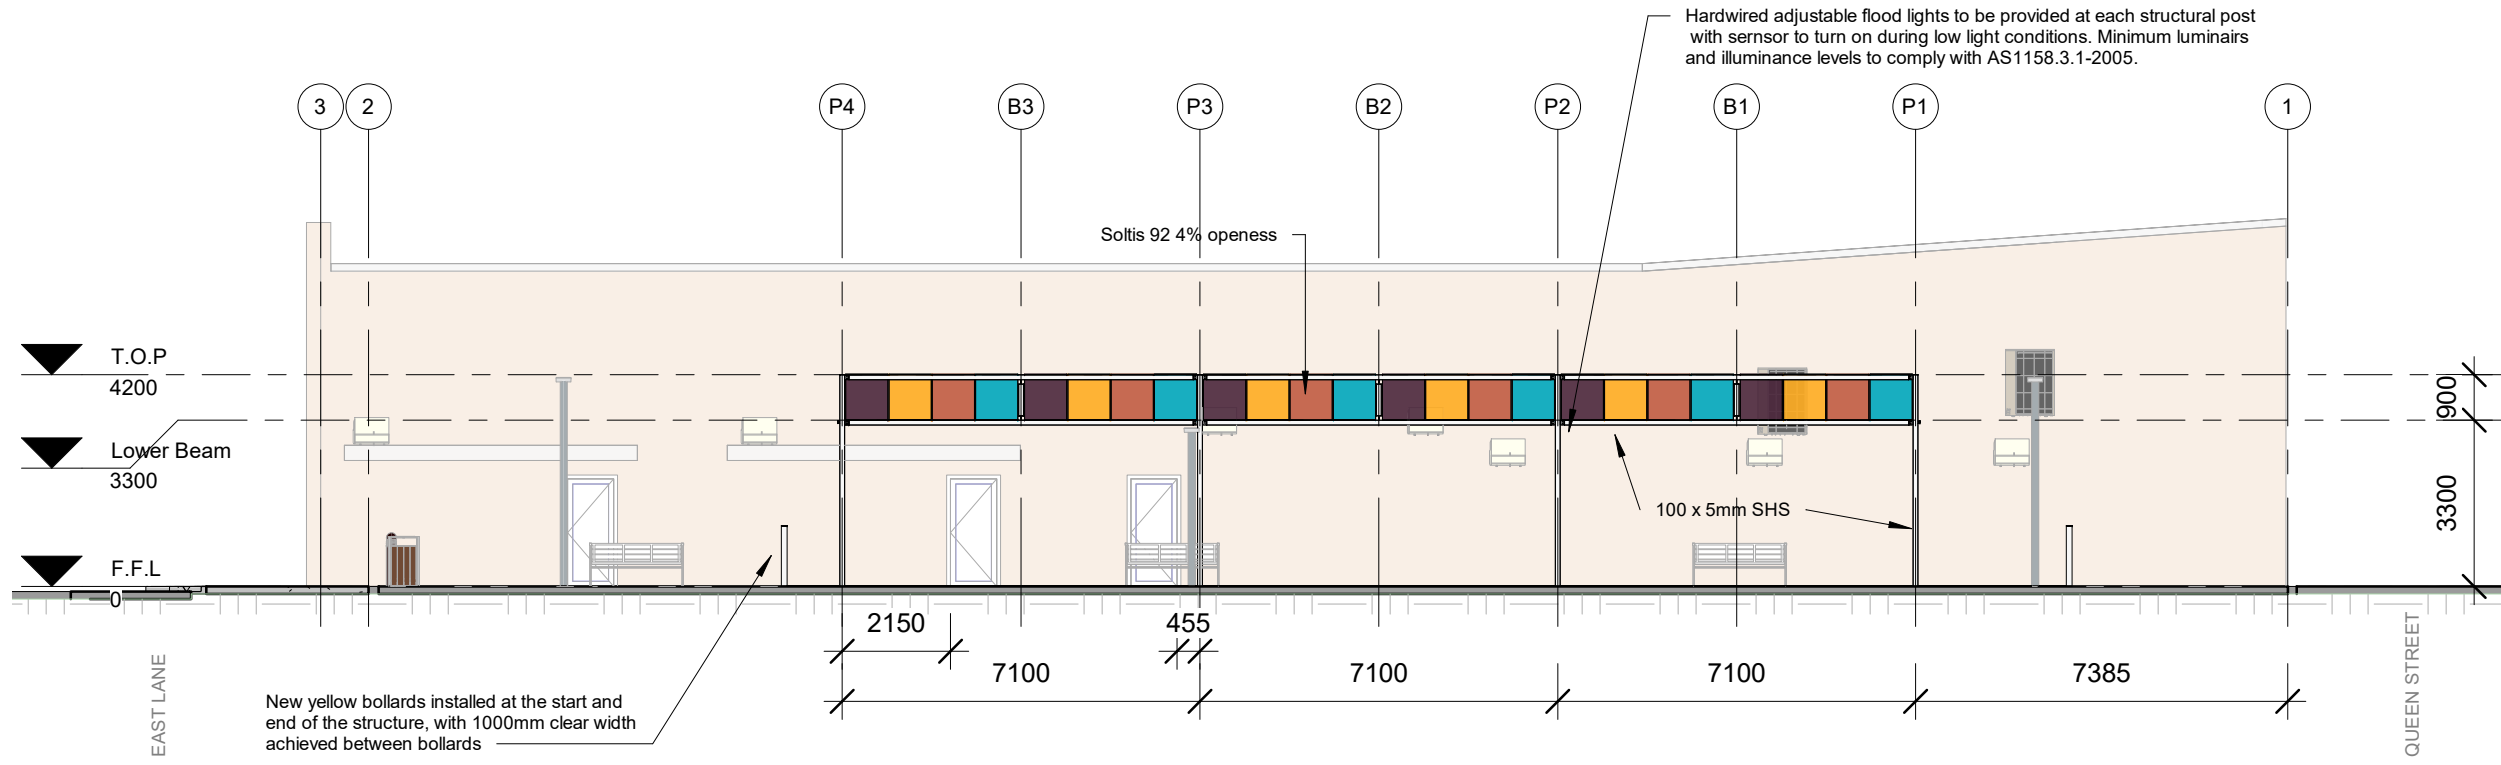 Hardwired adjustable flood lights to be provided at each structural post
with sernsor to turn on during low light conditions. Minimum luminairs
and illuminance levels to comply with AS1158.3.1-2005.
3 2 P4 B3 P3 B2 P2 B1 P1 1
Soltis 92 4% openess
T.O.P
4200
Lower Beam
3300
F.F.L
0
900
3300
100 x 5mm SHS
2150
455
7100
7100
7100
7385
New yellow bollards installed at the start and
end of the structure, with 1000mm clear width
achieved between bollards
EAST LANE
QUEEN STREET